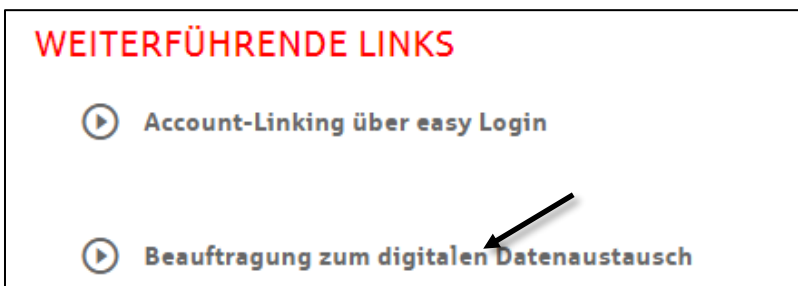 WEITERFÜHRENDE LINKS
Account-Linking über easy Login
Beauftragung zum digitalen Datenaustausch